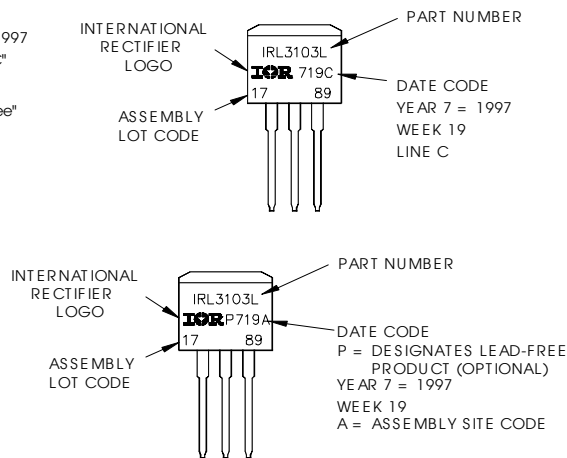 997
"
ee"
INTERNATIONAL
RECTIFIER
LOGO
PART NUMBER
IRL3103L
IOR 719C
17 89
ASSEMBLY
LOT CODE
DATE CODE
YEAR 7 = 1997
WEEK 19
LINE C
INTERNATIONAL
RECTIFIER
LOGO
PART NUMBER
IRL3103L
IOR P719A
17 89
ASSEMBLY
LOT CODE
DATE CODE
P = DESIGNATES LEAD-FREE
PRODUCT (OPTIONAL)
YEAR 7 = 1997
WEEK 19
A = ASSEMBLY SITE CODE